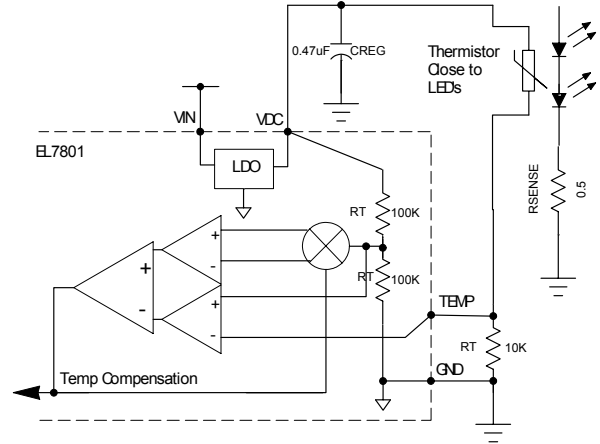 0.47uF CREG
Thermistor
Close to
LEDs
VIN
VDC
EL7801
LDO
RSENSE
0.5
RT 100K
RT 100K
+
-
+
-
+
-
TEMP
RT 10K
GND
Temp Compensation